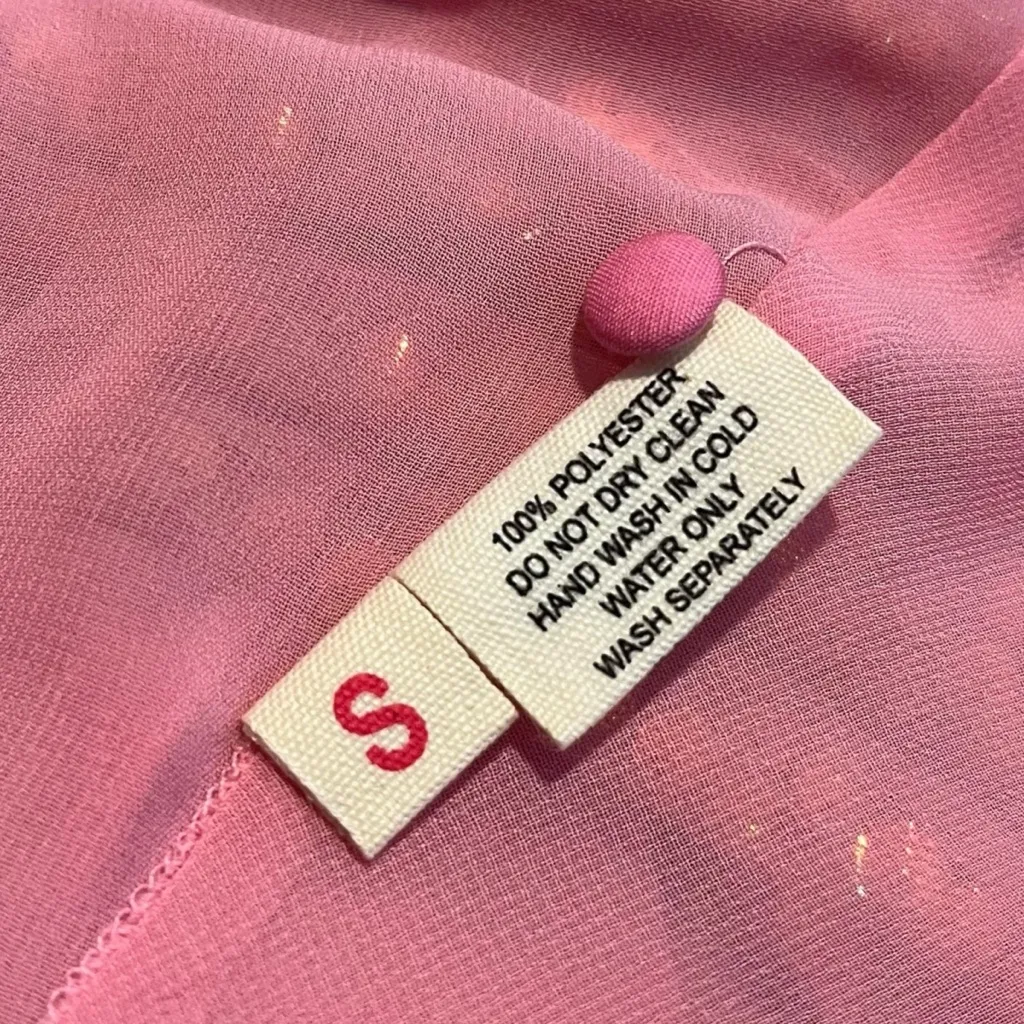 100% POLYESTER
DO NOT DRY CLEAN
HAND WASH IN COLD
WATER ONLY
WASH SEPARATELY
S